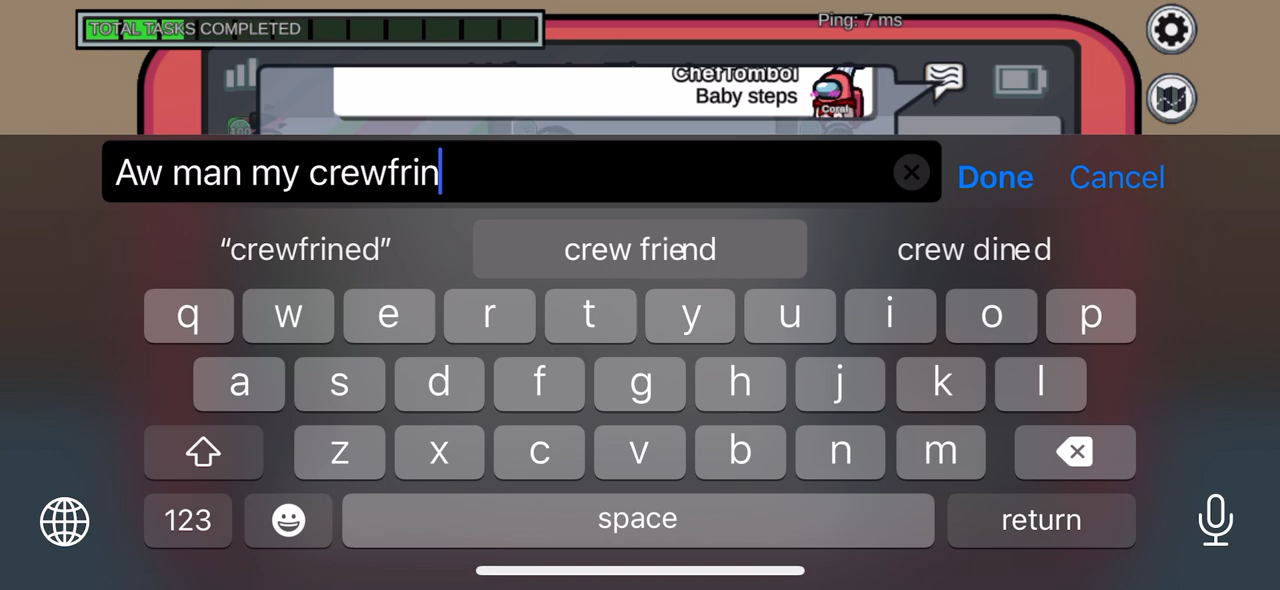 TOTAL TASKS COMPLETED
Ping: 7 ms
ChefTomboi
Baby steps
Coral
Aw man my crewfrin
Done
Cancel
“crewfrined”
crew friend
crew dined
q w e r t y u i o p
a s d f g h j k l
z x c v b n m
123
space
return